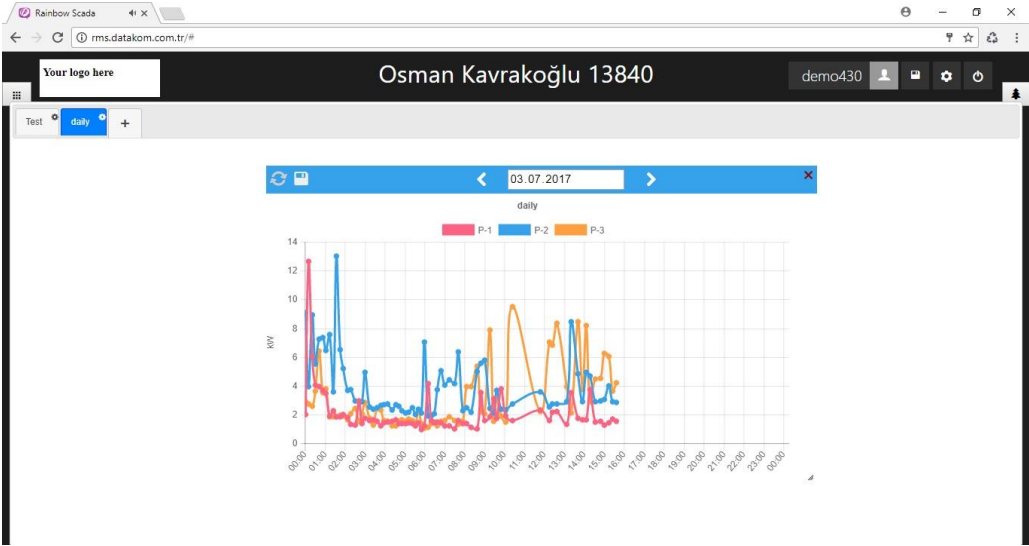 Rainbow Scada
rms.datakom.com.tr/#
Your logo here
Osman Kavrakoğlu 13840
demo430
Test
daily
+
03.07.2017
daily
P-1
P-2
P-3
kW
14
12
10
8
6
4
2
0
00:00
01:00
02:00
03:00
04:00
05:00
06:00
07:00
08:00
09:00
10:00
11:00
12:00
13:00
14:00
15:00
16:00
17:00
18:00
19:00
20:00
21:00
22:00
23:00
00:00